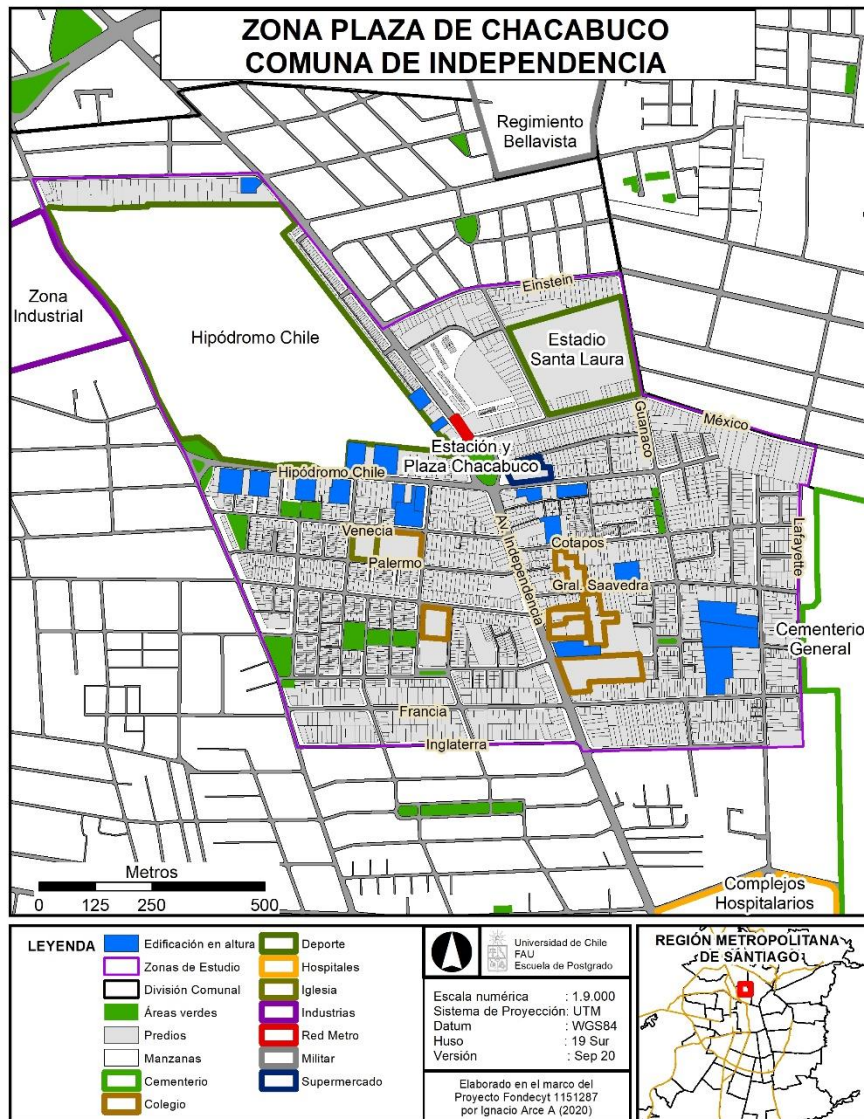 ZONA PLAZA DE CHACABUCO
COMUNA DE INDEPENDENCIA
Regimiento
Bellavista
Zona
Industrial
Hipódromo Chile
Einstein
Estadio
Santa Laura
Guanaco
México
Estación y
Plaza Chacabuco
Hipódromo Chile
Av. Independencia
Venecia
Palermo
Cotapos
Gral. Saavedra
Lafayette
Cementerio
General
Francia
Inglaterra
Complejos
Hospitalarios
Metros
0 125 250 500
LEYENDA
Edificación en altura
Zonas de Estudio
División Comunal
Áreas verdes
Predios
Manzanas
Cementerio
Colegio
Deporte
Hospitales
Iglesia
Industrias
Red Metro
Militar
Supermercado
Universidad de Chile
FAU
Escuela de Postgrado
Escala numérica : 1:9.000
Sistema de Proyección: UTM
Datum : WGS84
Huso : 19 Sur
Versión : Sep 20
Elaborado en el marco del
Proyecto Fondecyt 1151287
por Ignacio Arce A (2020)
REGIÓN METROPOLITANA
DE SANTIAGO